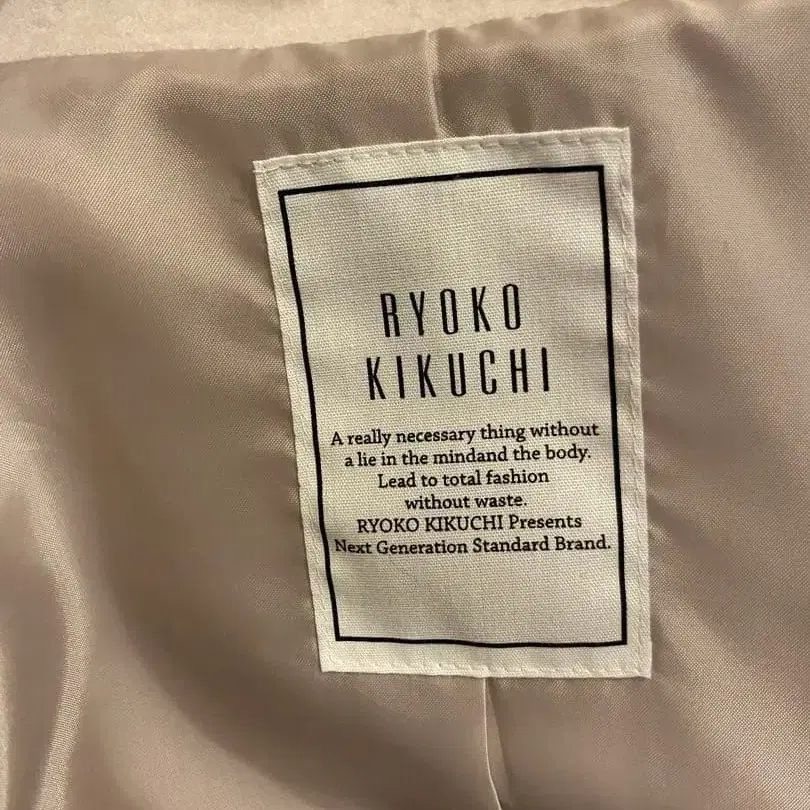 RYOKO
KIKUCHI
A really necessary thing without
a lie in the mindand the body.
Lead to total fashion
without waste.
RYOKO KIKUCHI Presents
Next Generation Standard Brand.